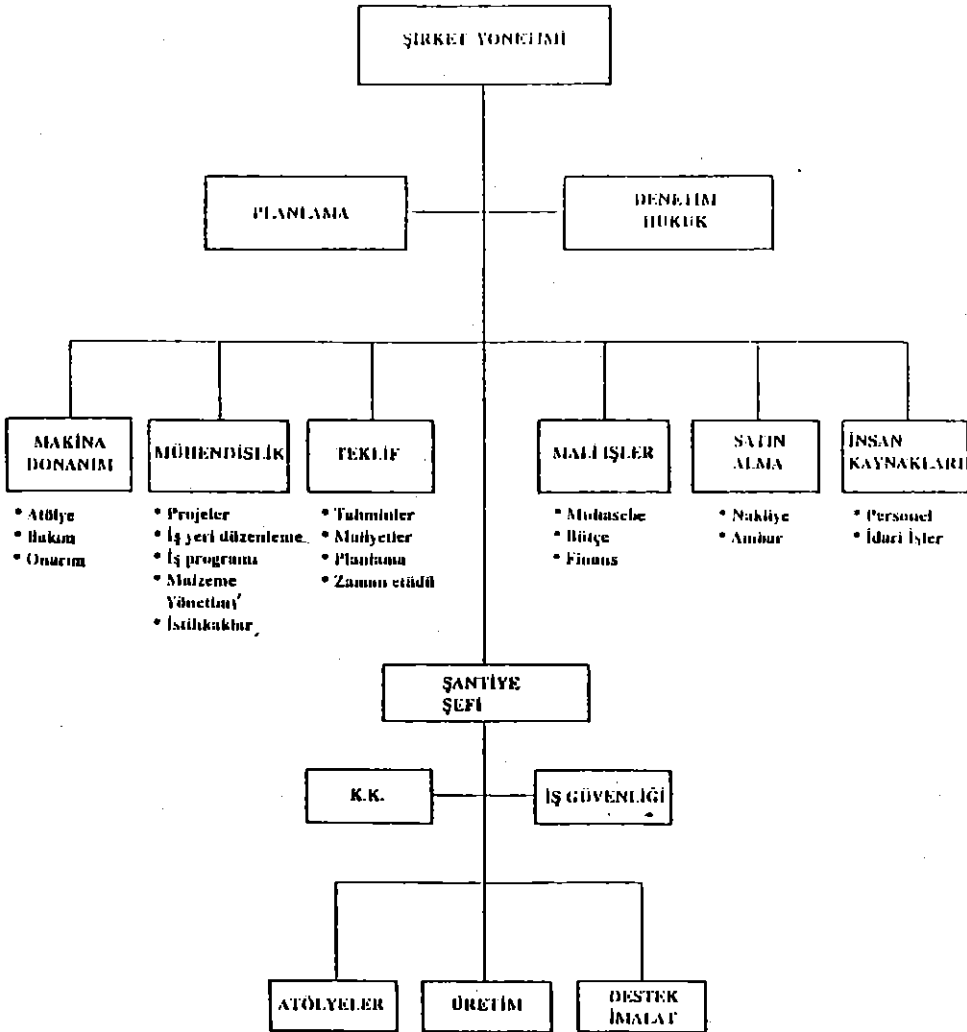 ŞİRKET YÖNETİMİ
PLANLAMA
DENETİM
HUKUK
MAKİNA
DONANIM
• Atölye
• Bakım
• Onarım
MÜHENDİSLİK
• Projeler
• İş yeri düzenleme
• İş programı
• Malzeme
Yönetimi
• İstihkaklar
TEKLİF
• Tahminler
• Maliyetler
• Planlama
• Zaman etüdü
MALİ İŞLER
• Muhasebe
• Bütçe
• Finans
SATIN
ALMA
• Nakliye
• Ambar
İNSAN
KAYNAKLARI
• Personel
• İdari İşler
ŞANTİYE
ŞEFİ
K.K.
İŞ GÜVENLİĞİ
ATÖLYELER
ÜRETİM
DESTEK
İMALAT